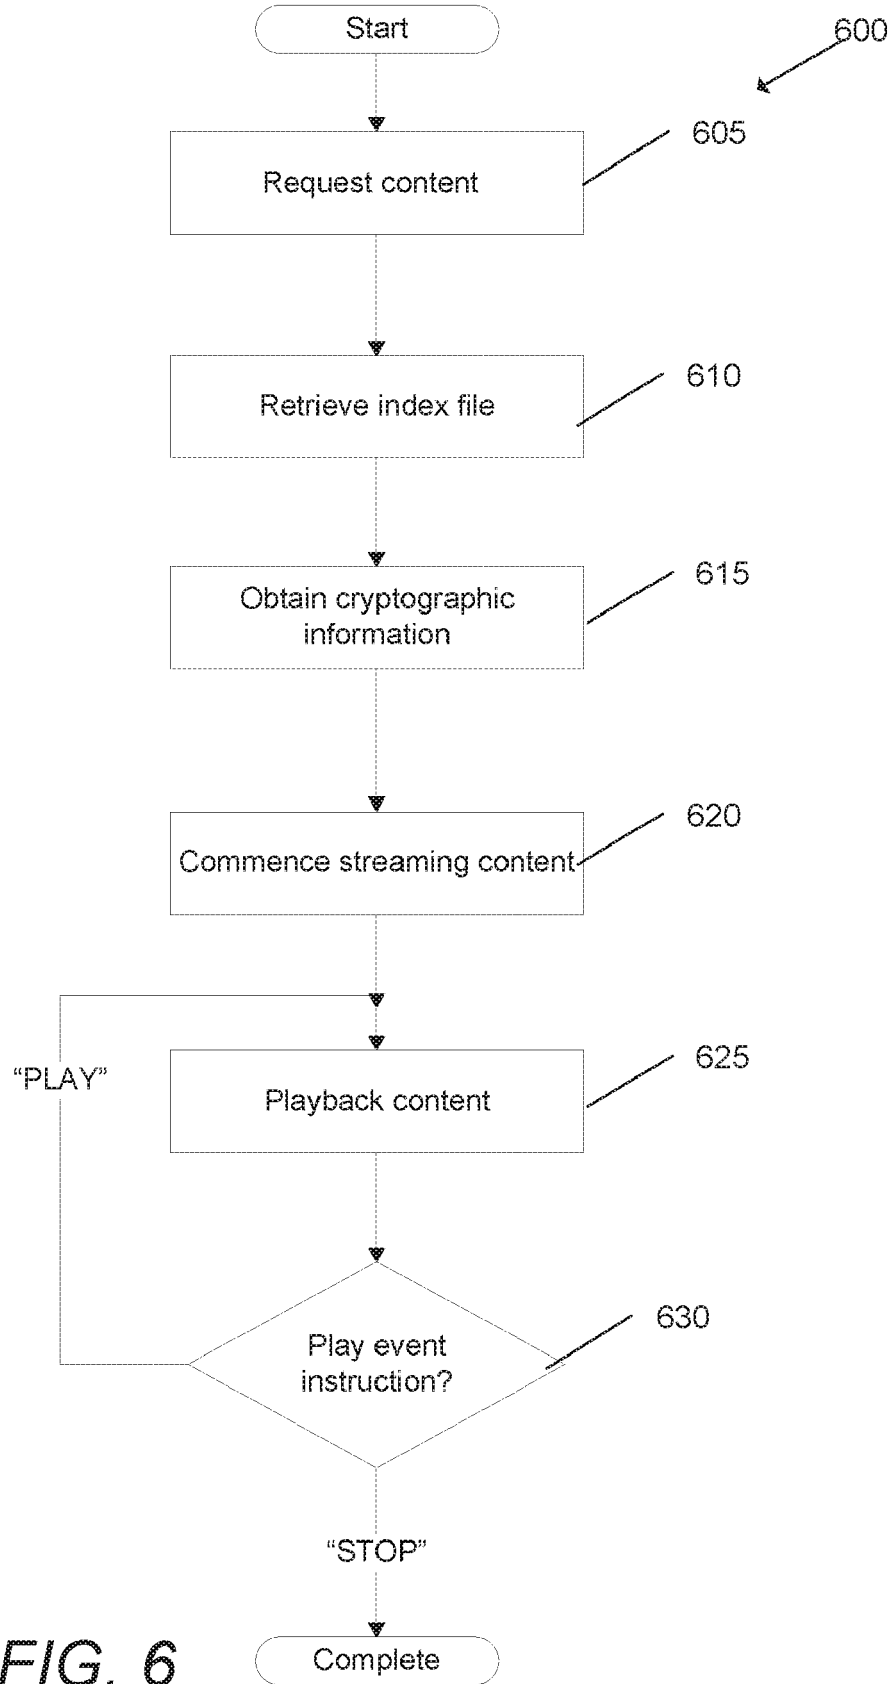 Start
600
605
Request content
610
Retrieve index file
615
Obtain cryptographic
information
620
Commence streaming content
625
“PLAY”
Playback content
630
Play event
instruction?
“STOP”
FIG. 6
Complete